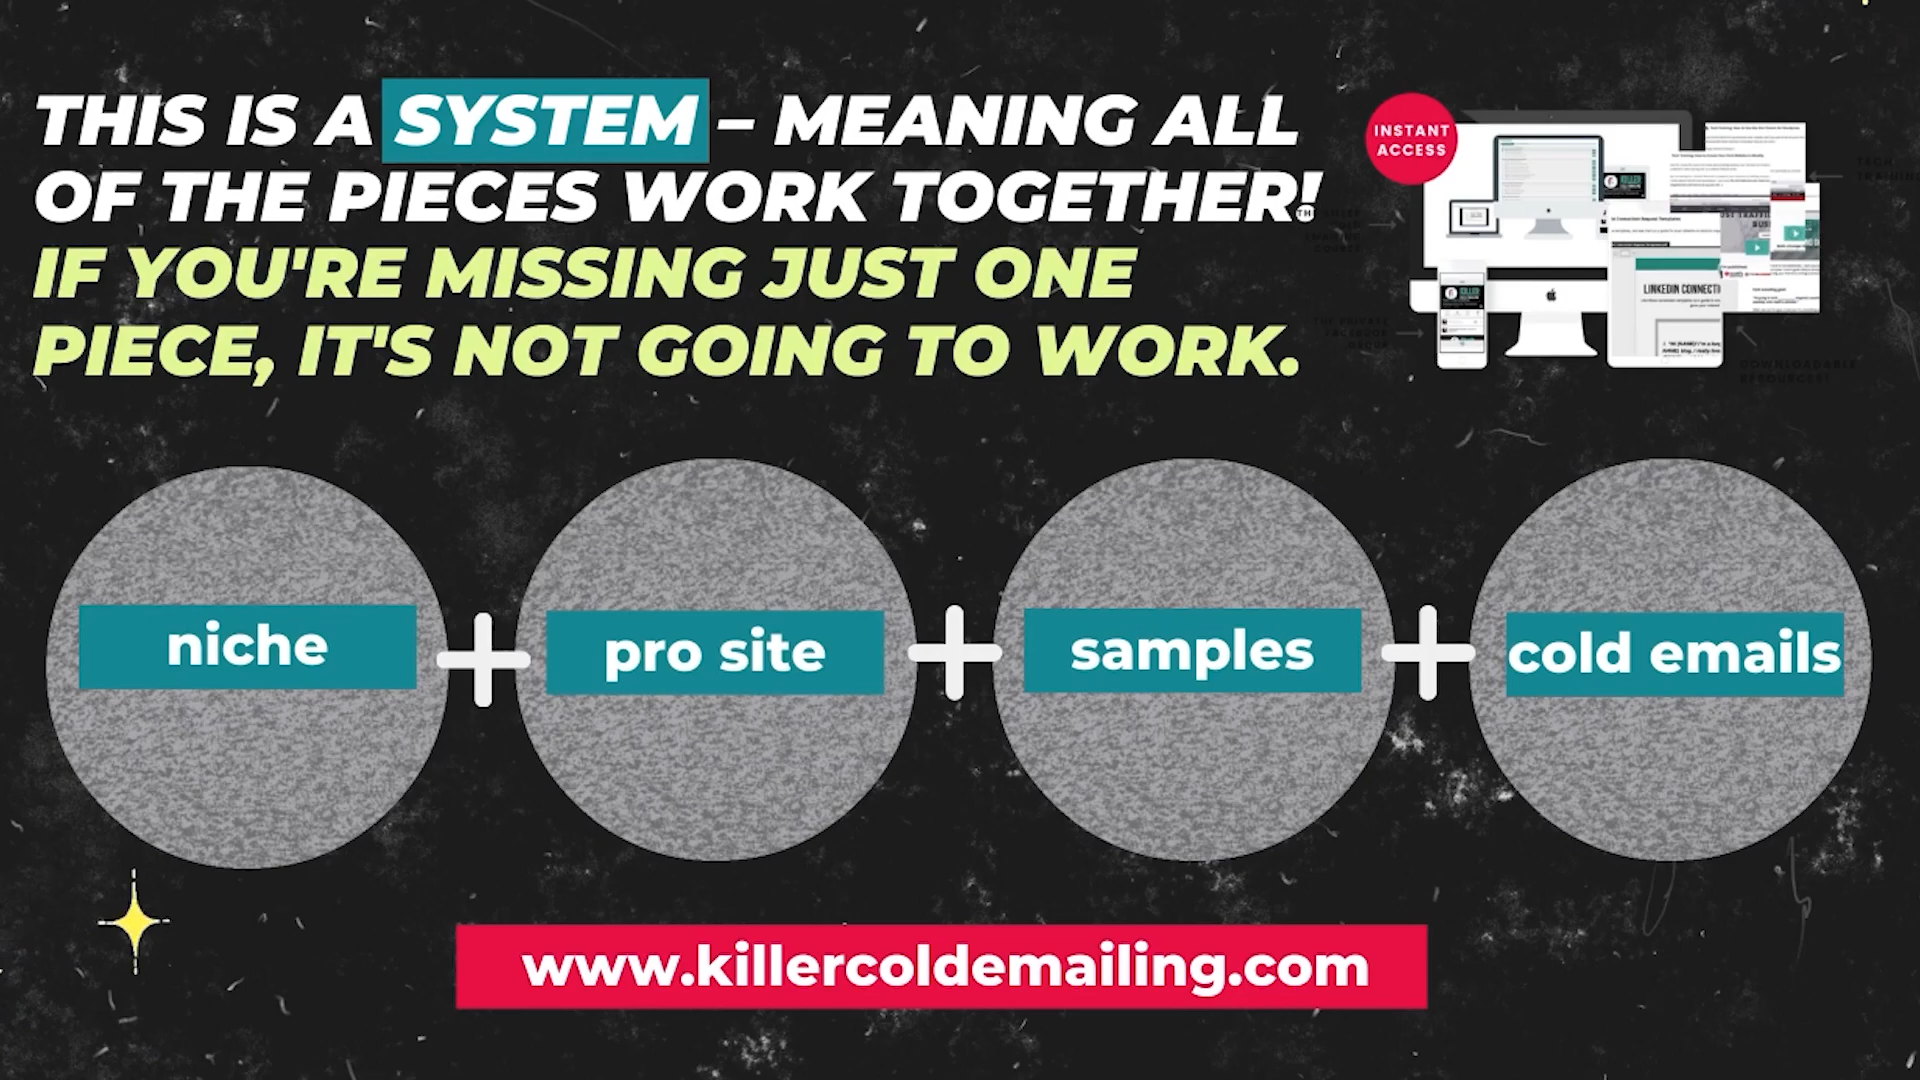 THIS IS A SYSTEM – MEANING ALL
OF THE PIECES WORK TOGETHER!
IF YOU'RE MISSING JUST ONE
PIECE, IT'S NOT GOING TO WORK.
INSTANT
ACCESS
LINKEDIN CONNECTI
niche
pro site
samples
cold emails
www.killercoldemailing.com